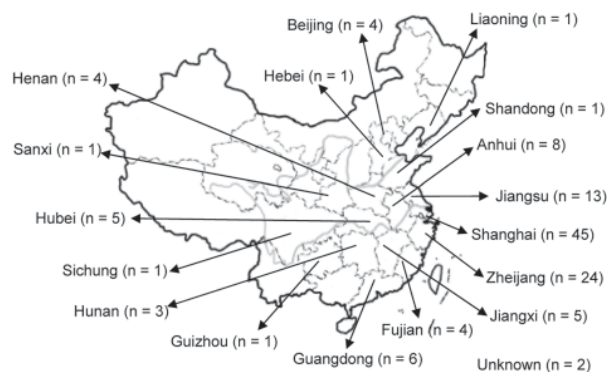 Beijing (n = 4)
Liaoning (n = 1)
Henan (n = 4)
Hebei (n = 1)
Shandong (n = 1)
Anhui (n = 8)
Sanxi (n = 1)
Jiangsu (n = 13)
Hubei (n = 5)
Shanghai (n = 45)
Sichung (n = 1)
Zheijang (n = 24)
Hunan (n = 3)
Jiangxi (n = 5)
Guizhou (n = 1)
Fujian (n = 4)
Guangdong (n = 6)
Unknown (n = 2)